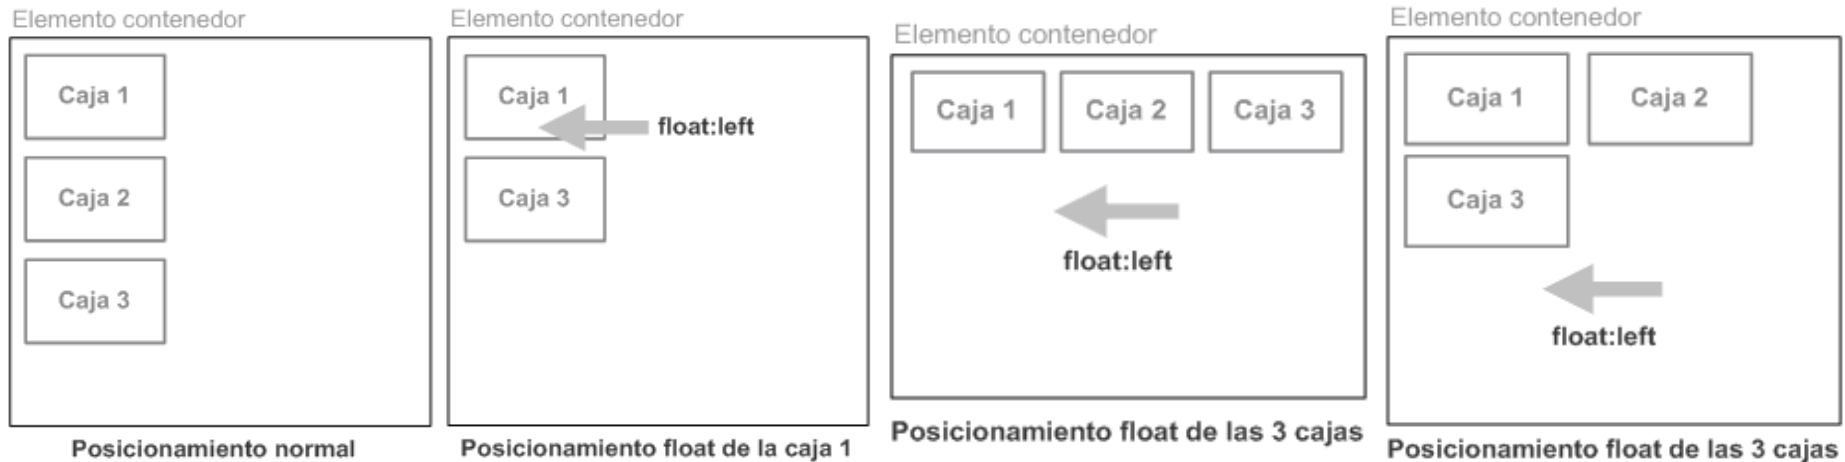 Elemento contenedor
Caja 1
Caja 2
Caja 3
Posicionamiento normal
Elemento contenedor
Caja 1
float:left
Caja 3
Posicionamiento float de la caja 1
Elemento contenedor
Caja 1 Caja 2 Caja 3
float:left
Posicionamiento float de las 3 cajas
Elemento contenedor
Caja 1 Caja 2
Caja 3
float:left
Posicionamiento float de las 3 cajas